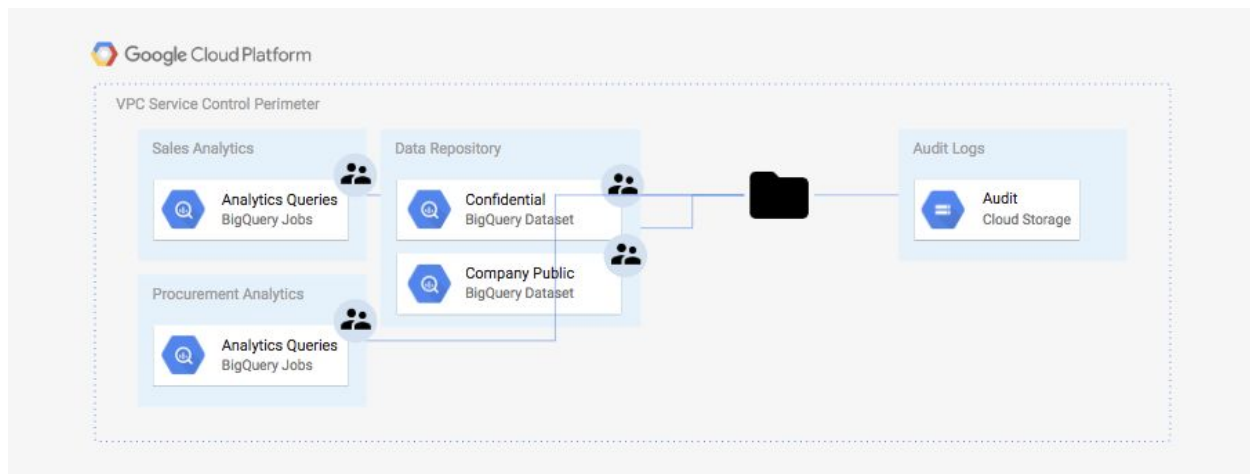 Google Cloud Platform
VPC Service Control Perimeter
Sales Analytics
Analytics Queries
BigQuery Jobs
Procurement Analytics
Analytics Queries
BigQuery Jobs
Data Repository
Confidential
BigQuery Dataset
Company Public
BigQuery Dataset
Audit Logs
Audit
Cloud Storage